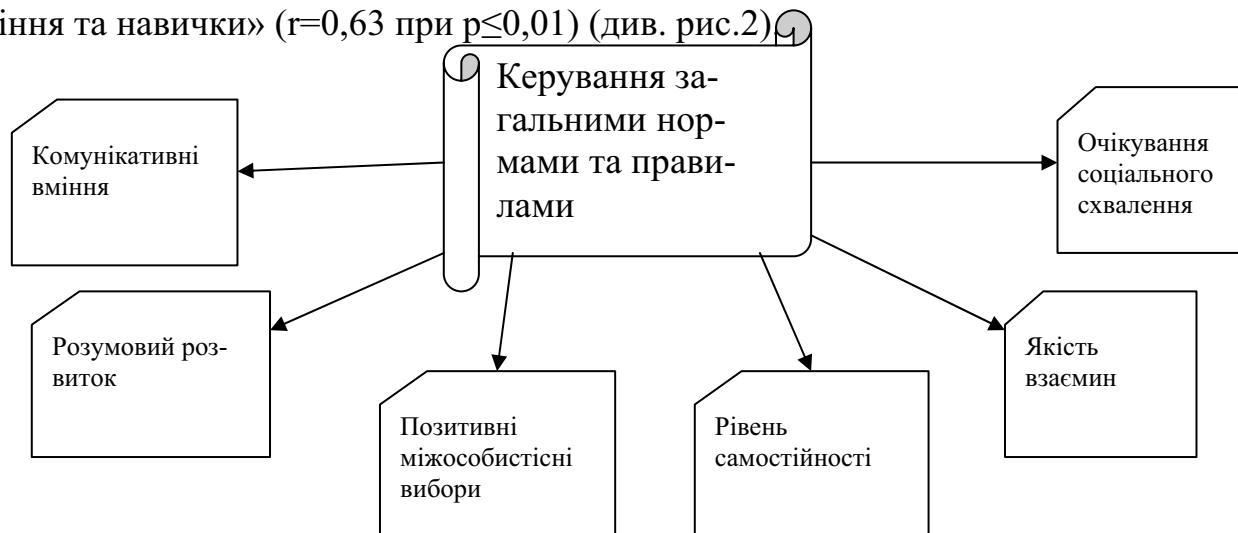 іння та навички» (r=0,63 при p≤0,01) (див. рис.2).
Керування за-
гальними нор-
мами та прави-
лами
Комунікативні
вміння
Очікування
соціального
схвалення
Розумовий роз-
виток
Якість
взаємин
Позитивні
міжособистісні
вибори
Рівень
самостійності